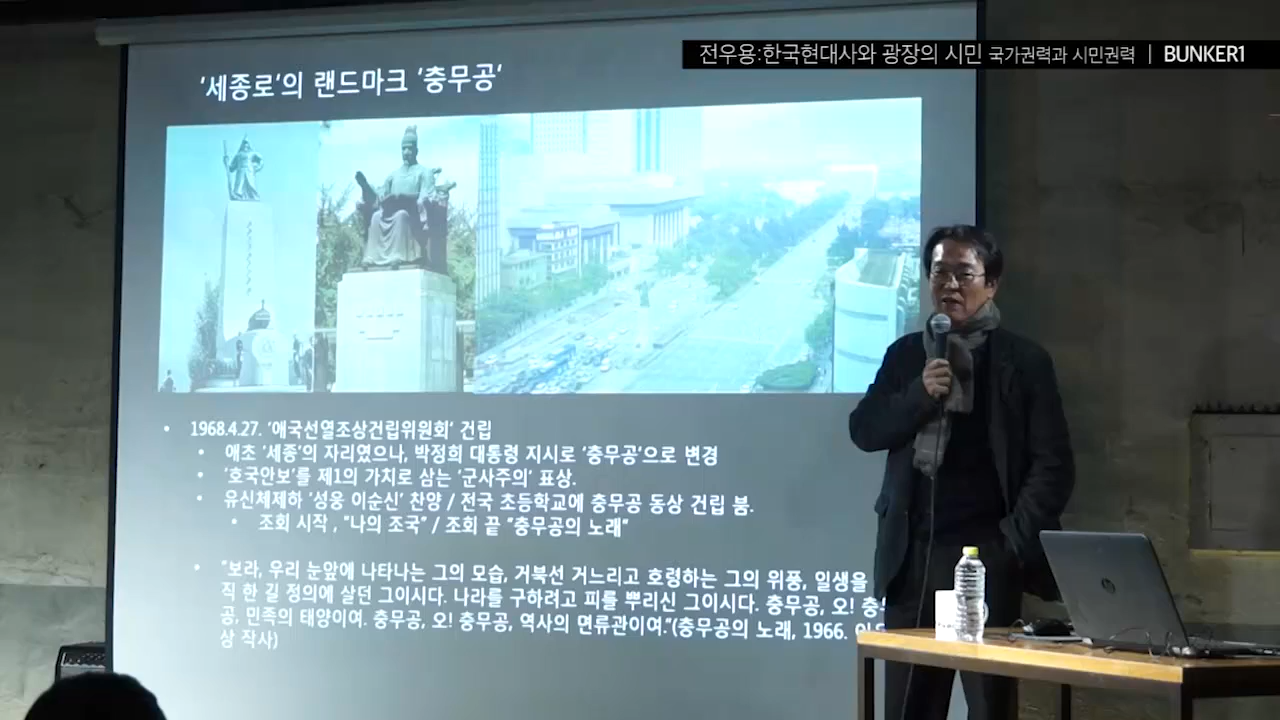 전우용:한국현대사와 광장의 시민 국가권력과 시민권력 | BUNKER1
'세종로'의 랜드마크 '충무공'
• 1968.4.27. '애국선열조상건립위원회' 건립
• 애초 '세종'의 자리였으나, 박정희 대통령 지시로 '충무공'으로 변경
• '호국안보'를 제1의 가치로 삼는 '군사주의' 표상.
• 유신체제하 '성웅 이순신' 찬양 / 전국 초등학교에 충무공 동상 건립 붐.
• 조회 시작 , "나의 조국" / 조회 끝 "충무공의 노래"
• "보라, 우리 눈앞에 나타나는 그의 모습, 거북선 거느리고 호령하는 그의 위풍, 일생을
직 한 길 정의에 살던 그이시다. 나라를 구하려고 피를 뿌리신 그이시다. 충무공, 오! 충
공, 민족의 태양이여. 충무공, 오! 충무공, 역사의 면류관이여."(충무공의 노래, 1966.
상 작사)